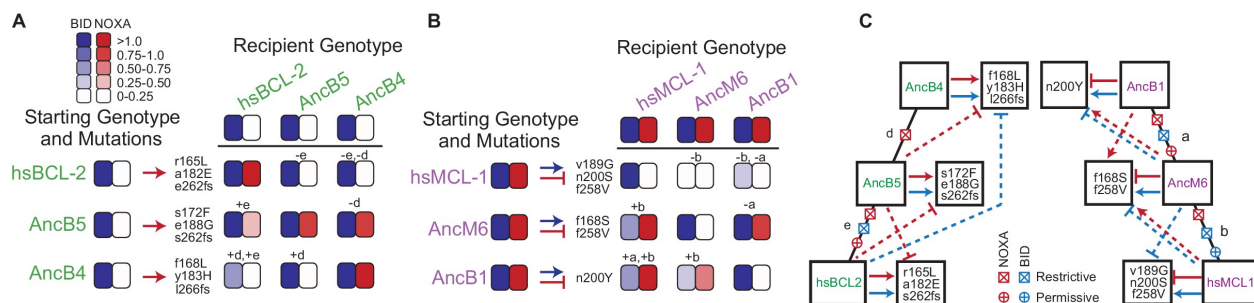 A
BID NOXA
>1.0
0.75-1.0
0.50-0.75
0.25-0.50
0-0.25
Recipient Genotype
hsBCL-2
AncB5
AncB4
Starting Genotype
and Mutations
hsBCL-2
r165L
a182E
e262fs
-e
-e,-d
AncB5
s172F
e188G
s262fs
+e
-d
AncB4
f168L
y183H
l266fs
+d,+e
+d
B
Recipient Genotype
hsMCL-1
AncM6
AncB1
Starting Genotype
and Mutations
hsMCL-1
v189G
n200S
f258V
-b
-b, -a
AncM6
f168S
f258V
+b
-a
AncB1
n200Y
+a,+b
+b
C
AncB4
f168L
y183H
l266fs
n200Y
AncB1
d
a
AncB5
s172F
e188G
s262fs
f168S
f258V
AncM6
e
b
hsBCL2
r165L
a182E
s262fs
NOXA
BID
Restrictive
Permissive
v189G
n200S
f258V
hsMCL1